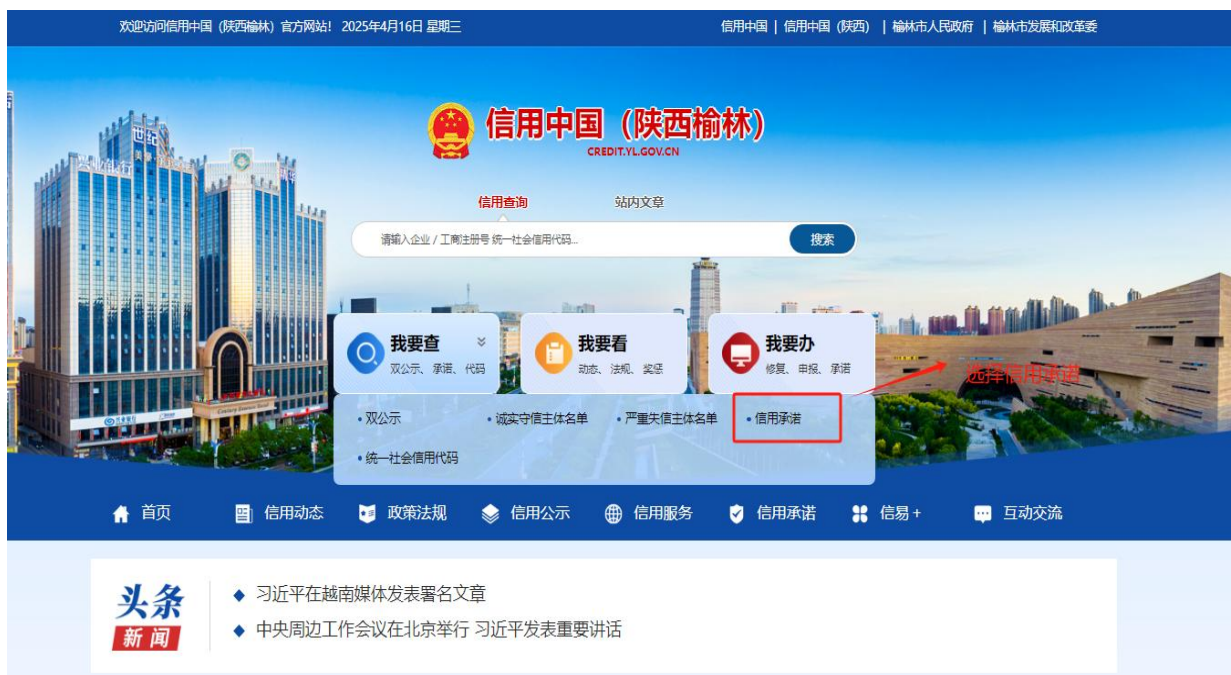 欢迎访问信用中国（陕西榆林）官方网站！ 2025年4月16日 星期三
信用中国 | 信用中国（陕西） | 榆林市人民政府 | 榆林市发展和改革委
信用中国（陕西榆林）
CREDIT.YL.GOV.CN
信用查询 站内文章
请输入企业 / 工商注册号 统一社会信用代码...
搜索
世纪
兴业银行
我要查
双公示、承诺、代码
我要看
动态、法规、奖惩
我要办
修复、申报、承诺
选择信用承诺
双公示
诚实守信主体名单
严重失信主体名单
信用承诺
统一社会信用代码
首页 信用动态 政策法规 信用公示 信用服务 信用承诺 信易+ 互动交流
头条
新闻
习近平在越南媒体发表署名文章
中央周边工作会议在北京举行 习近平发表重要讲话